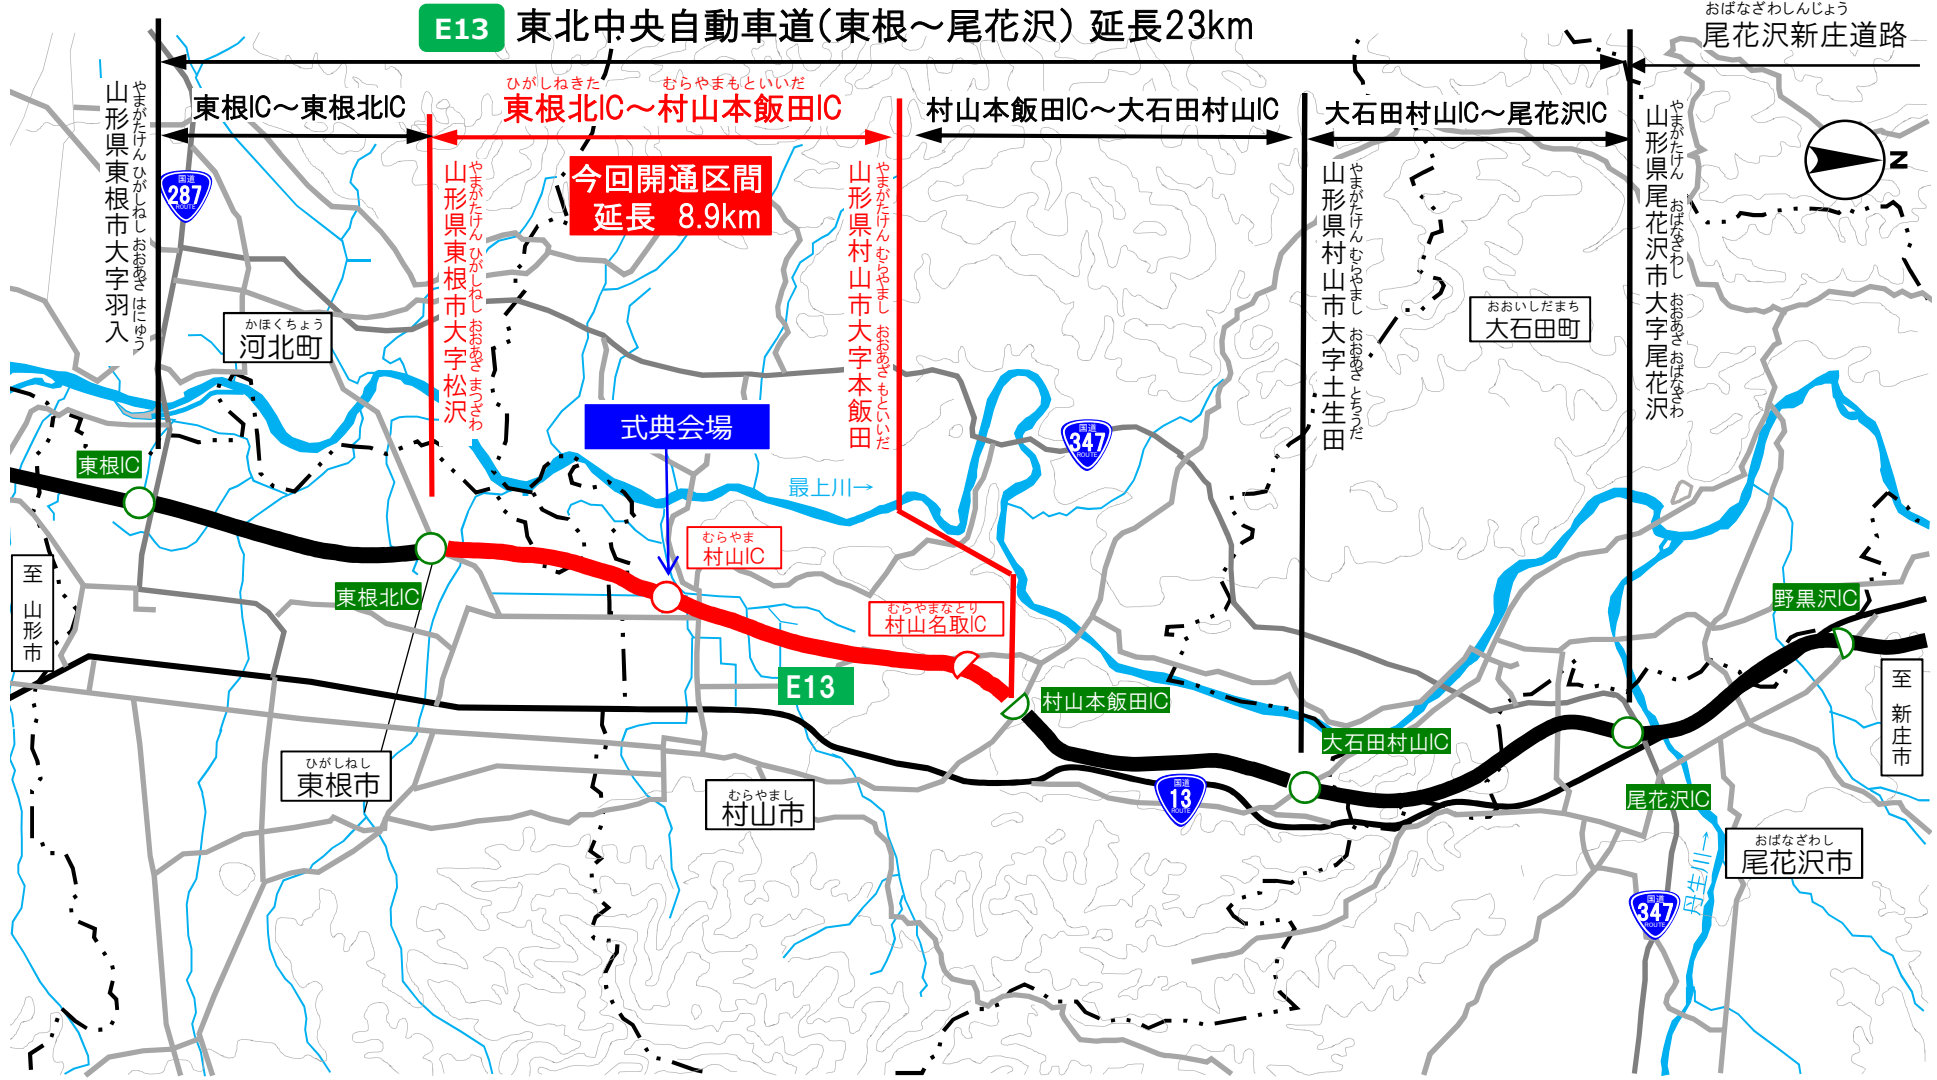 E13 東北中央自動車道(東根～尾花沢) 延長23km
おばなざわしんじょう
尾花沢新庄道路
東根IC～東根北IC
ひがしねきた むらやまもといいだ
東根北IC～村山本飯田IC
村山本飯田IC～大石田村山IC
大石田村山IC～尾花沢IC
今回開通区間
延長 8.9km
山形県東根市大字羽入
やまがたけん ひがしねし おおあざ はにゅう
山形県東根市大字松沢
やまがたけん ひがしねし おおあざ まつざわ
山形県村山市大字本飯田
やまがたけん むらやまし おおあざ もといいだ
山形県村山市大字土生田
やまがたけん むらやまし おおあざ とちうだ
山形県尾花沢市大字尾花沢
やまがたけん おばなざわし おおあざ おばなざわ
N
国道
287
ROUTE
かほくちょう
河北町
おおいしだまち
大石田町
式典会場
国道
347
ROUTE
東根IC
最上川→
むらやま
村山IC
至 山形市
東根北IC
むらやまなとり
村山名取IC
野黒沢IC
E13
村山本飯田IC
至 新庄市
大石田村山IC
ひがしねし
東根市
むらやまし
村山市
国道
13
ROUTE
尾花沢IC
おばなざわし
尾花沢市
丹生川→
国道
347
ROUTE